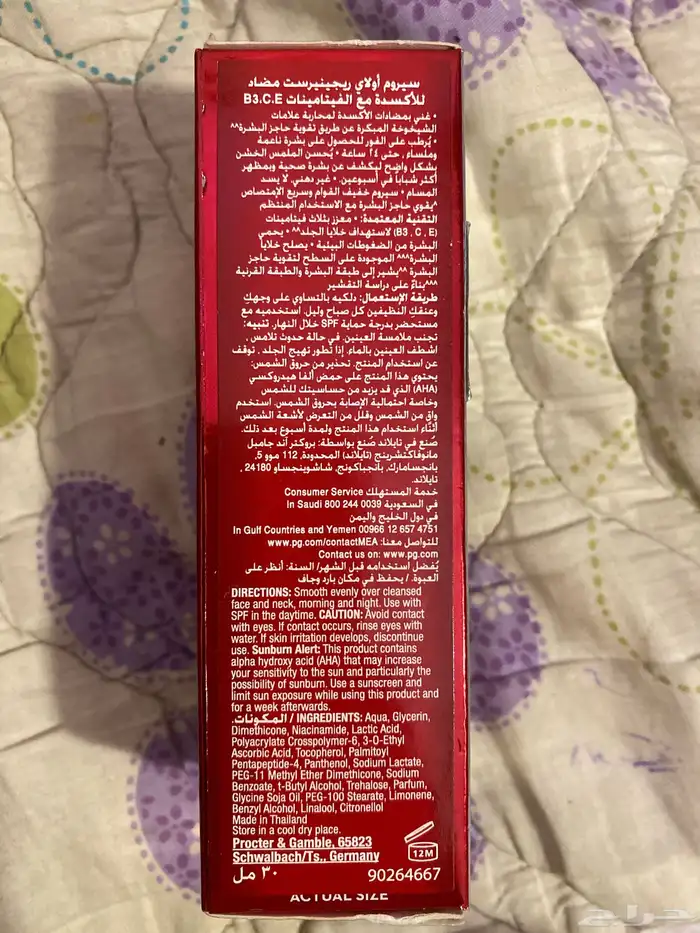 سيروم أولاي ريجينيرست مضاد
للأكسدة مع الفيتامينات B3،C،E
• غني بمضادات الأكسدة لمحاربة علامات
الشيخوخة المبكرة عن طريق تقوية حاجز البشرة^^
• يُرطب على الفور للحصول على بشرة ناعمة
وملساء، حتى ٢٤ ساعة • يُحسن الملمس الخشن
بشكل واضح ليكشف عن بشرة صحية وبمظهر
أكثر شبابًا في أسبوعين. • غير دهني، لا يسد
المسام • سيروم خفيف القوام وسريع الإمتصاص
^يقوي حاجز البشرة مع الاستخدام المنتظم
التقنية المعتمدة: • معزز بثلاث فيتامينات
(B3 , C , E) لاستهداف خلايا الجلد^^ • يحمي
البشرة من الضغوطات البيئية • يصلح خلايا
البشرة^^^ الموجودة على السطح لتقوية حاجز
البشرة ^^يشير إلى طبقة البشرة والطبقة القرنية
^^^بناءً على دراسة التقشير
طريقة الإستعمال: دلكيه بالتساوي على وجهك
وعنقك النظيفين كل صباح وليل. استخدميه مع
مستحضر بدرجة حماية SPF خلال النهار. تنبيه:
تجنب ملامسة العينين. في حالة حدوث تلامس ,
اشطف العينين بالماء. إذا تطور تهيج الجلد , توقف
عن استخدام المنتج. تحذير من حروق الشمس:
يحتوي هذا المنتج على حمض ألفا هيدروكسي
(AHA) الذي قد يزيد من حساسيتك للشمس
وخاصة احتمالية الإصابة بحروق الشمس. استخدم
واق من الشمس وقلل من التعرض لأشعة الشمس
أثناء استخدام هذا المنتج ولمدة أسبوع بعد ذلك.
صُنع في تايلاند صُنع بواسطة: بروكتر أند جامبل
مانوفاكتشرينج (تايلاند) المحدودة, 112 موو 5,
بانجسامارك, بانجباكونج, شاشوينجساو 24180 ,
تايلاند.
خدمة المستهلك Consumer Service
في السعودية in Saudi 800 244 0039
في دول الخليج واليمن
In Gulf Countries and Yemen 00966 12 657 4751
للتواصل معنا: www.pg.com/contactMEA
Contact us on: www.pg.com
يُفضل استخدامه قبل الشهر/ السنة: أنظر على
العبوة. / يحفظ في مكان بارد وجاف
DIRECTIONS: Smooth evenly over cleansed
face and neck, morning and night. Use with
SPF in the daytime. CAUTION: Avoid contact
with eyes. If contact occurs, rinse eyes with
water. If skin irritation develops, discontinue
use. Sunburn Alert: This product contains
alpha hydroxy acid (AHA) that may increase
your sensitivity to the sun and particularly the
possibility of sunburn. Use a sunscreen and
limit sun exposure while using this product and
for a week afterwards.
المكونات. / INGREDIENTS: Aqua, Glycerin,
Dimethicone, Niacinamide, Lactic Acid,
Polyacrylate Crosspolymer-6, 3-O-Ethyl
Ascorbic Acid, Tocopherol, Palmitoyl
Pentapeptide-4, Panthenol, Sodium Lactate,
PEG-11 Methyl Ether Dimethicone, Sodium
Benzoate, t-Butyl Alcohol, Trehalose, Parfum,
Glycine Soja Oil, PEG-100 Stearate, Limonene,
Benzyl Alcohol, Linalool, Citronellol
Made in Thailand
Store in a cool dry place.
Procter & Gamble, 65823
Schwalbach/Ts., Germany
12M
٣٠ مل
90264667
ACTUAL SIZE
حراج